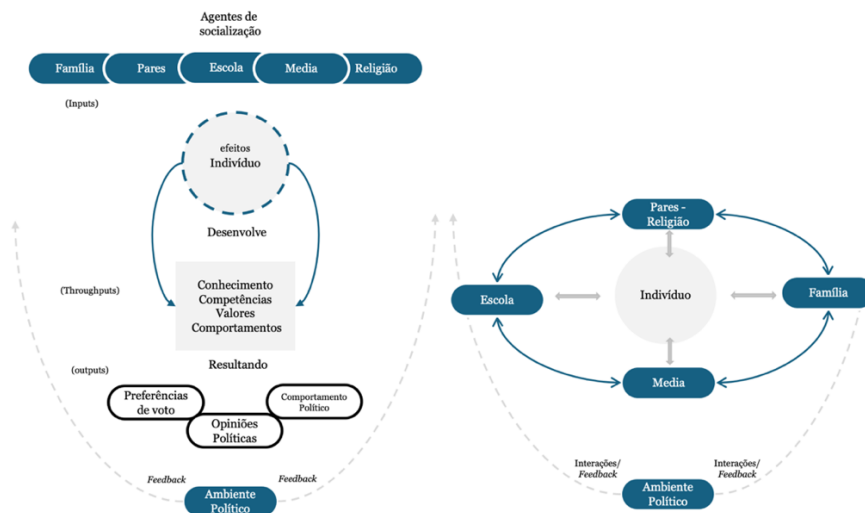 Agentes de
socialização
Família
Pares
Escola
Media
Religião
(Inputs)
efeitos
Indivíduo
Desenvolve
(Throughputs)
Conhecimento
Competências
Valores
Comportamentos
Resultando
(outputs)
Preferências
de voto
Opiniões
Políticas
Comportamento
Político
Feedback
Feedback
Ambiente
Político
Pares -
Religião
Escola
Indivíduo
Família
Media
Interações/
Feedback
Interações/
Feedback
Ambiente
Político